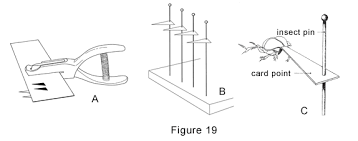 insect pin
card point
A
B
C
Figure 19